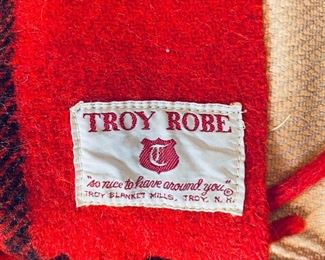 TROY ROBE
T
"so nice to have around you"®
TROY BLANKET MILLS, TROY, N. H.